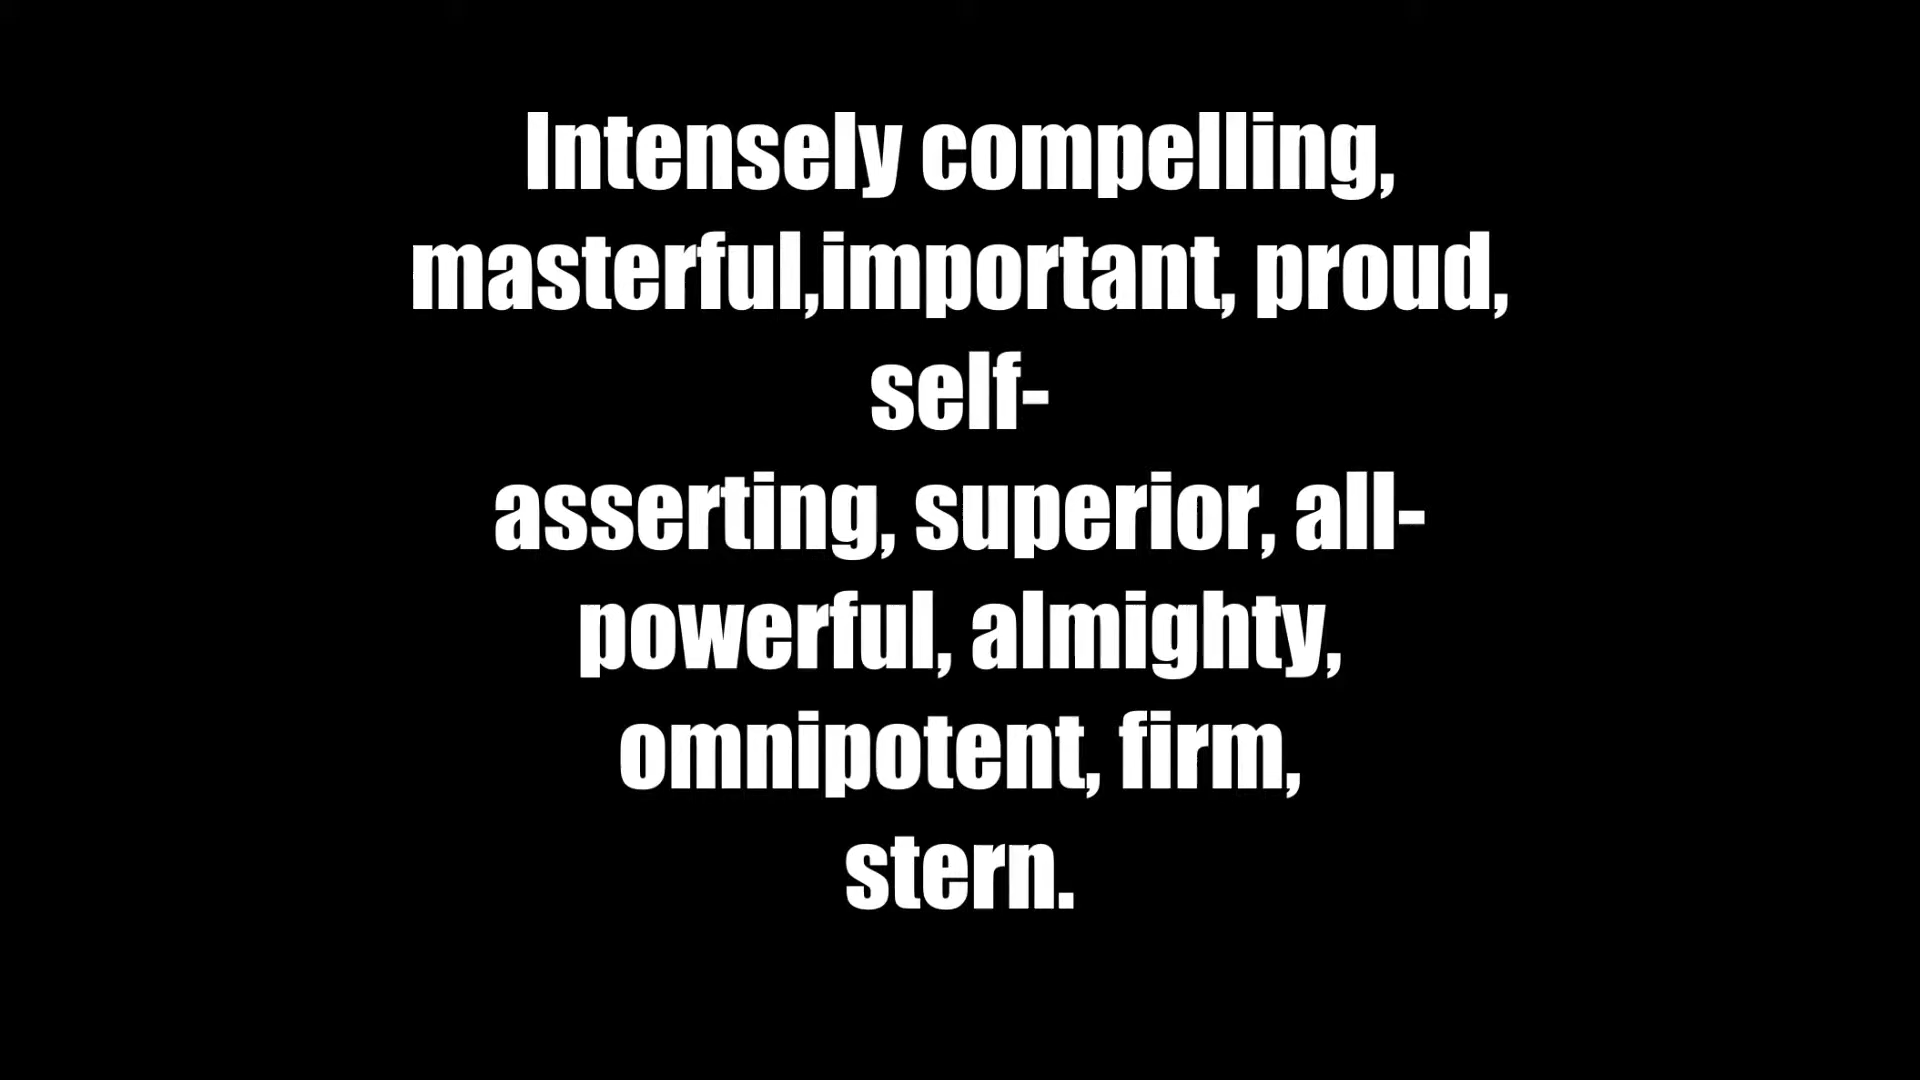 Intensely compelling,
masterful,important, proud,
self-
asserting, superior, all-
powerful, almighty,
omnipotent, firm,
stern.